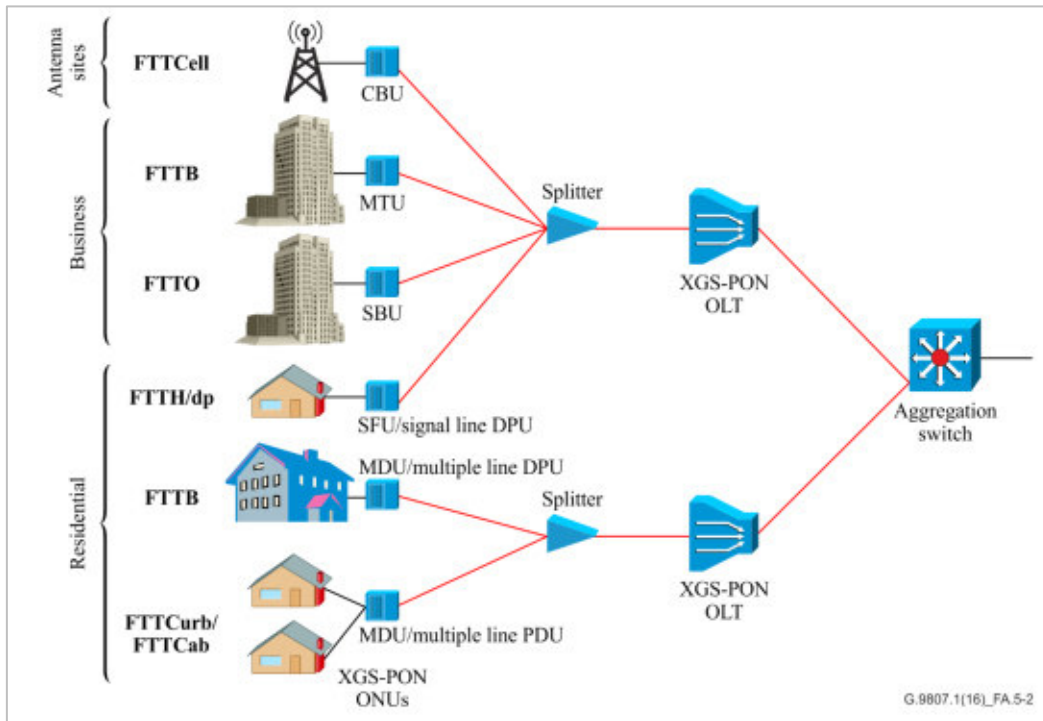 Antenna
sites
FTTCell
CBU
Business
FTTB
MTU
Splitter
XGS-PON
OLT
FTTO
SBU
Aggregation
switch
Residential
FTTH/dp
SFU/signal line DPU
MDU/multiple line DPU
FTTB
Splitter
XGS-PON
OLT
FTTCurb/
FTTCab
MDU/multiple line PDU
XGS-PON
ONUs
G.9807.1(16)_FA.5-2